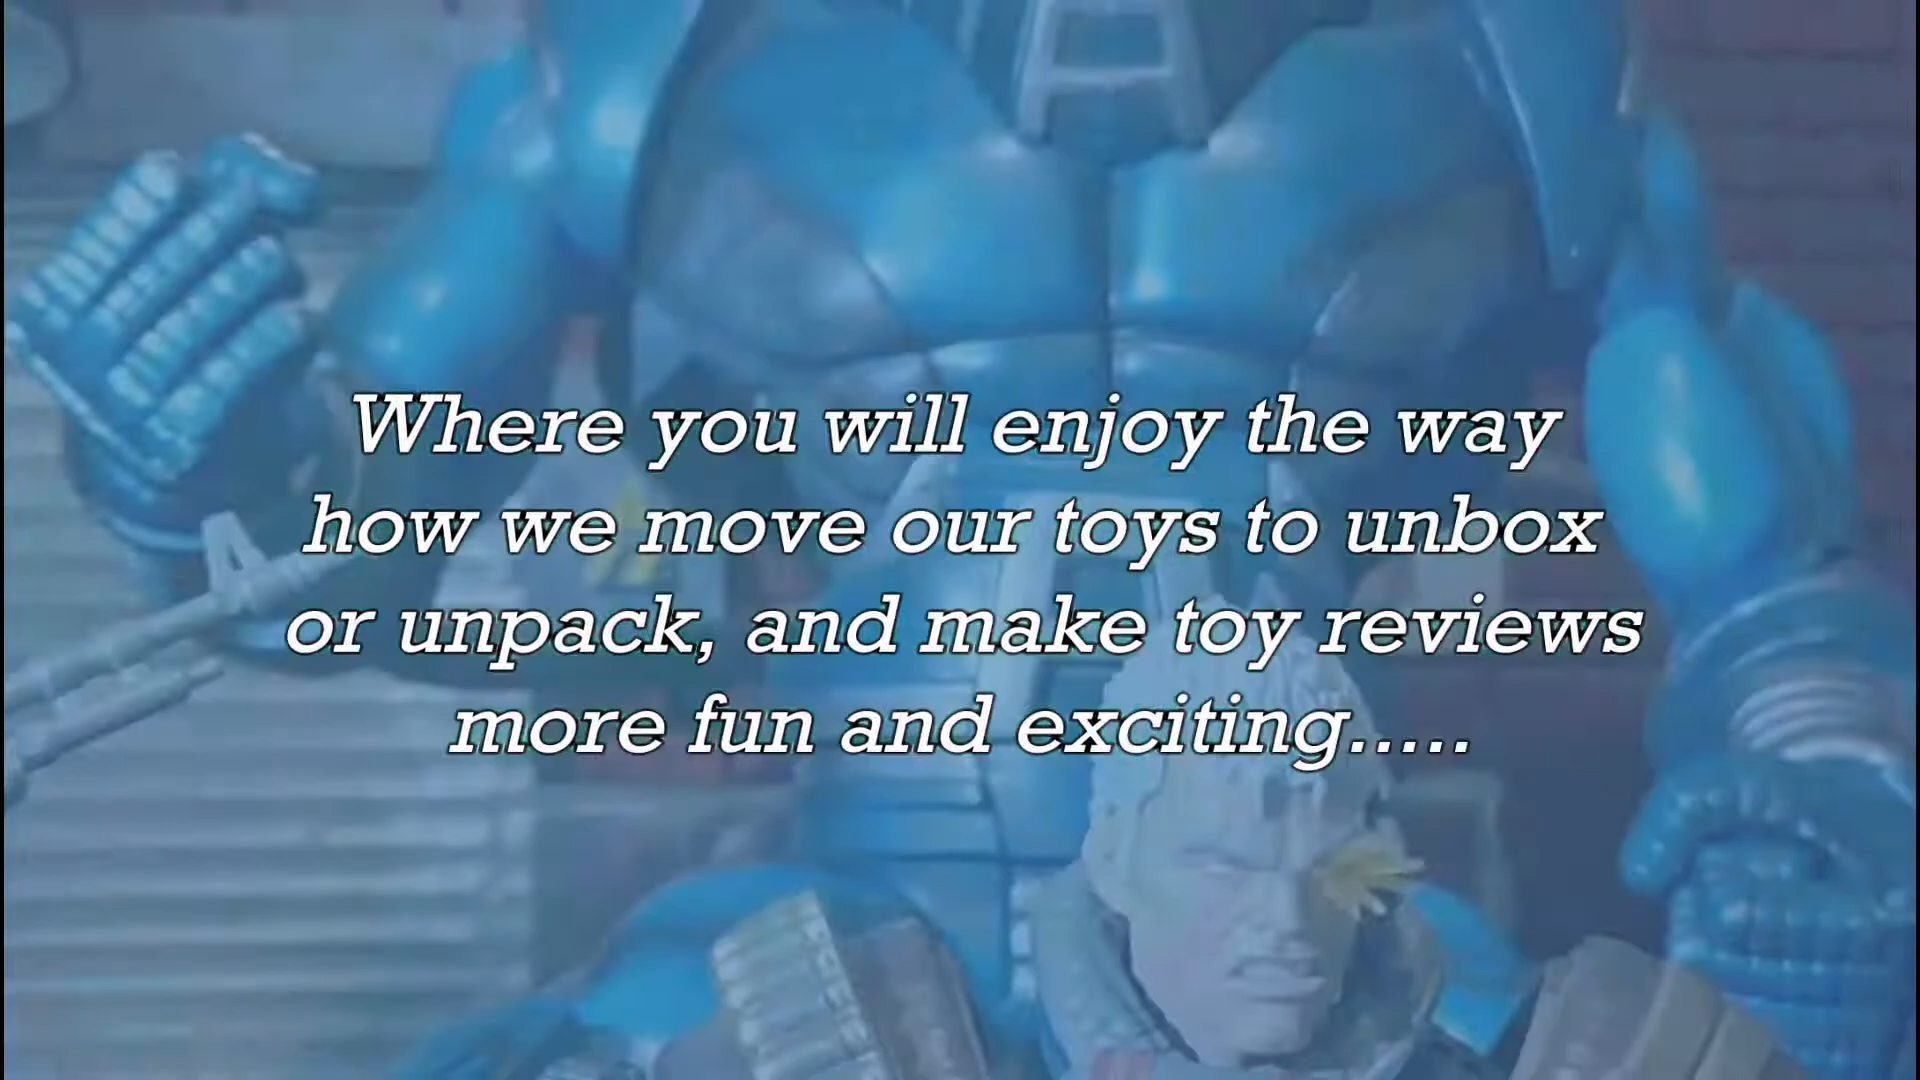 Where you will enjoy the way
how we move our toys to unbox
or unpack, and make toy reviews
more fun and exciting.....